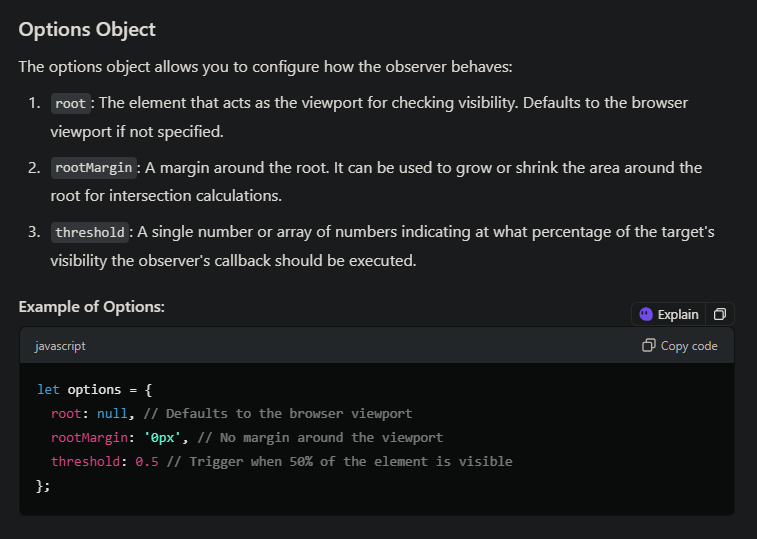 Options Object
The options object allows you to configure how the observer behaves:
1. root: The element that acts as the viewport for checking visibility. Defaults to the browser
viewport if not specified.
2. rootMargin: A margin around the root. It can be used to grow or shrink the area around the
root for intersection calculations.
3. threshold: A single number or array of numbers indicating at what percentage of the target's
visibility the observer's callback should be executed.
Example of Options:
Explain
javascript
Copy code
let options = {
  root: null, // Defaults to the browser viewport
  rootMargin: '0px', // No margin around the viewport
  threshold: 0.5 // Trigger when 50% of the element is visible
};